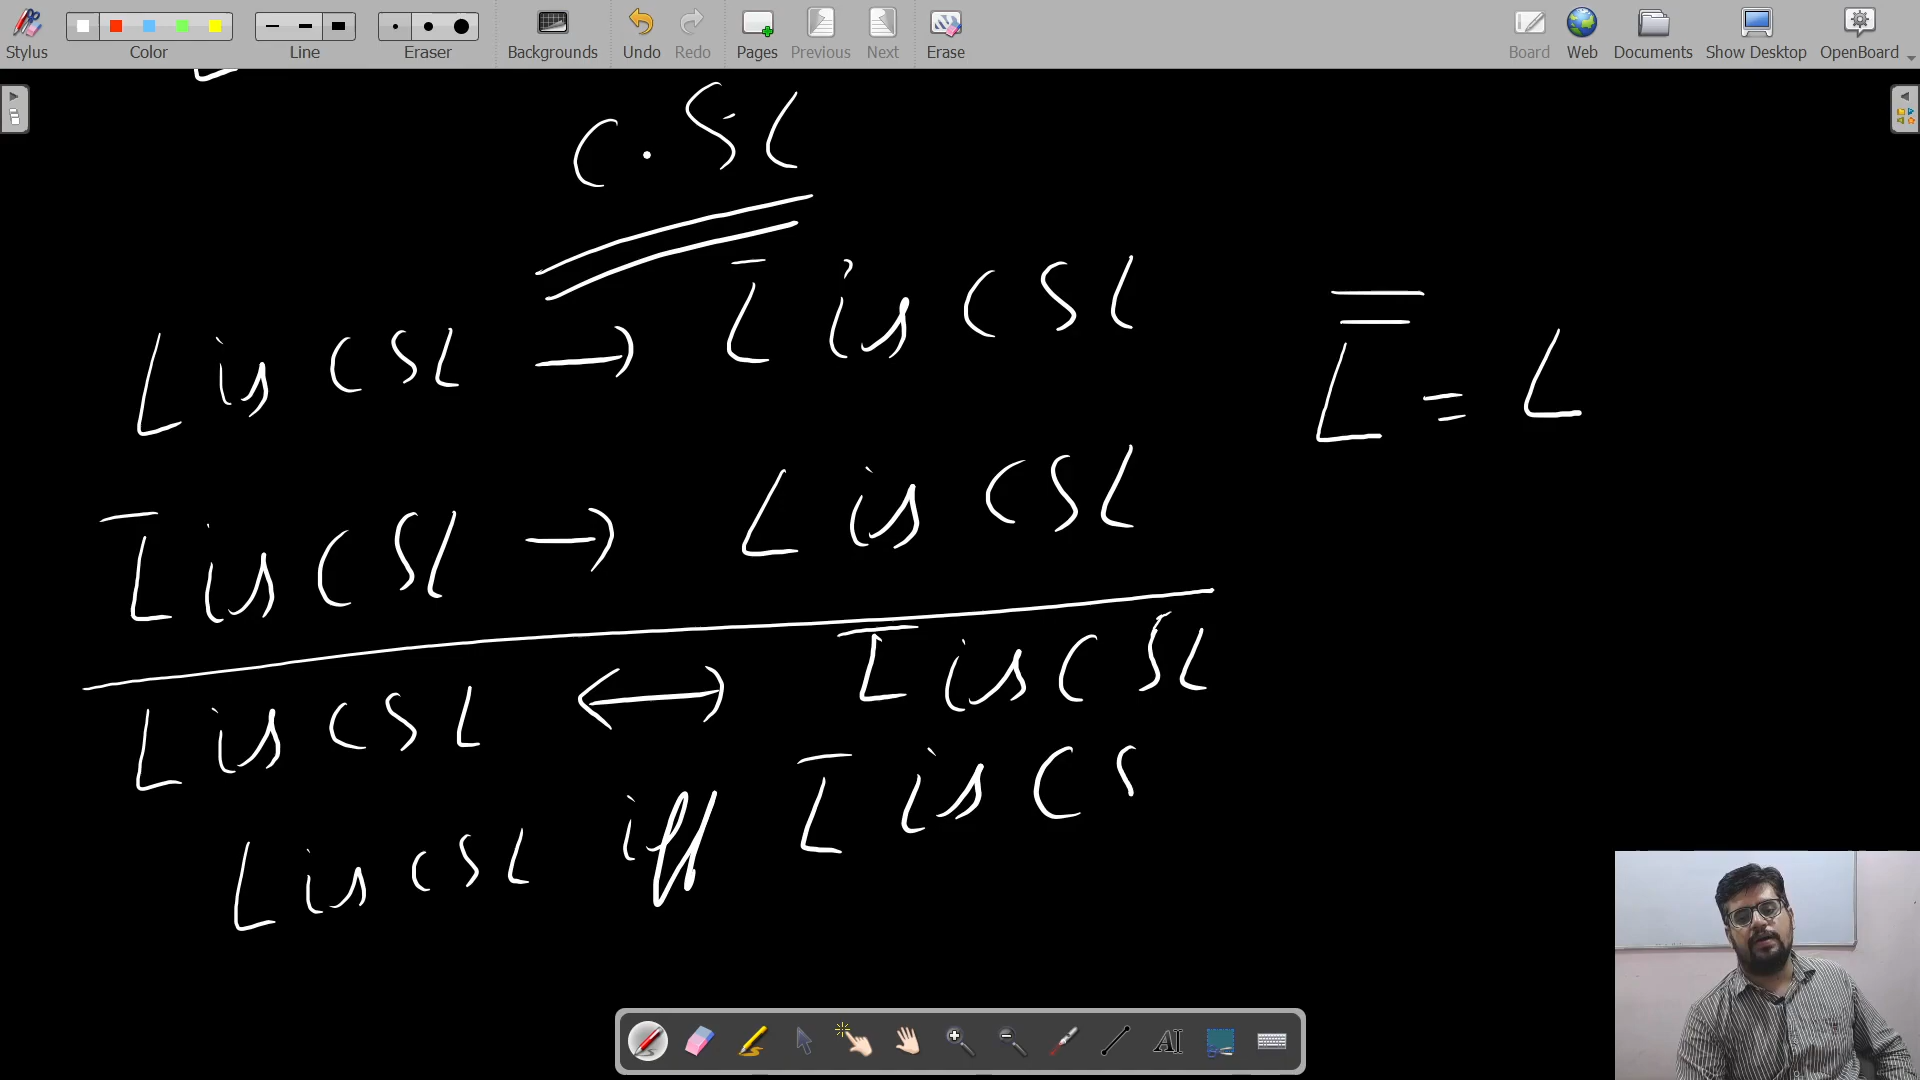 Stylus Color Line Eraser Backgrounds Undo Redo Pages Previous Next Erase Board Web Documents Show Desktop OpenBoard
C.SL
L is CSL → L̅ is CSL
L̿ = L
L̅ is CSL → L is CSL
L is CSL ↔ L̅ is CSL
L is CSL iff L̅ is CS